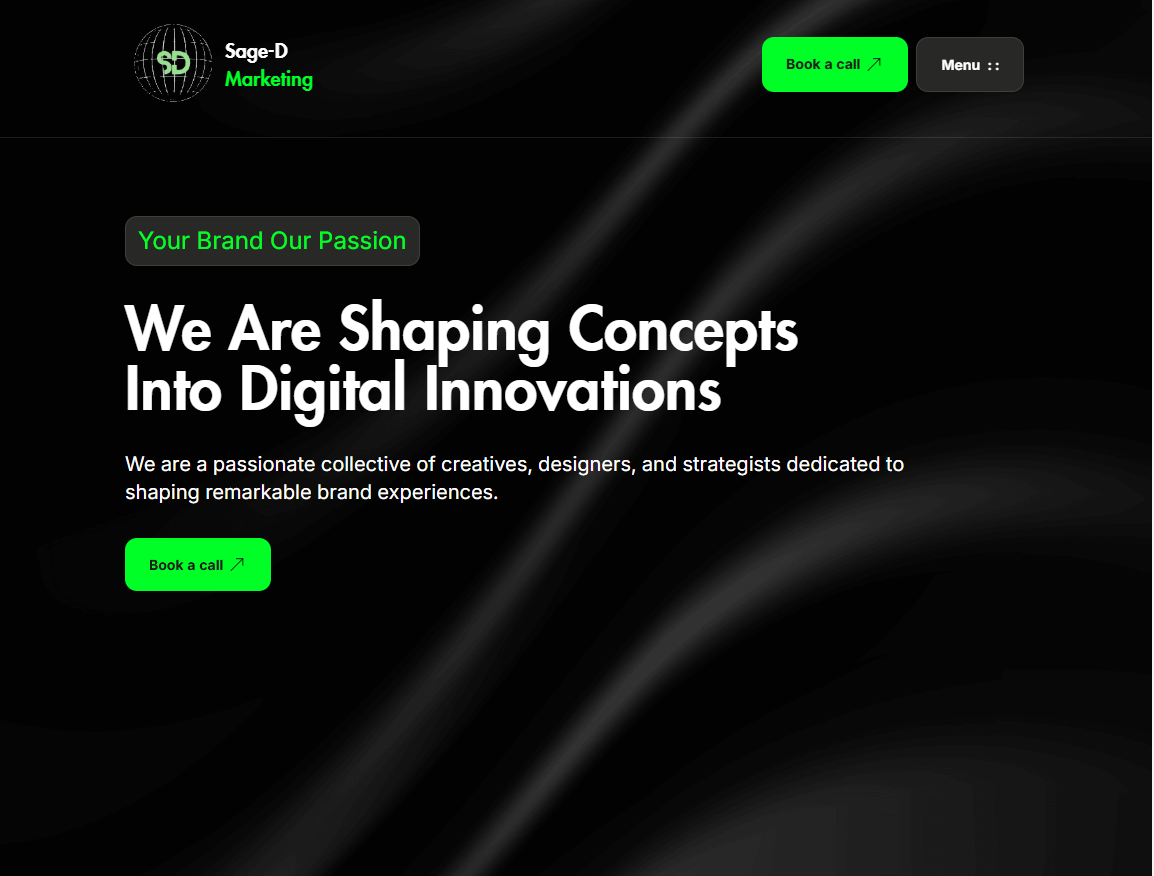 SD
Sage-D
Marketing
Book a call
Menu ::
Your Brand Our Passion
We Are Shaping Concepts
Into Digital Innovations
We are a passionate collective of creatives, designers, and strategists dedicated to
shaping remarkable brand experiences.
Book a call